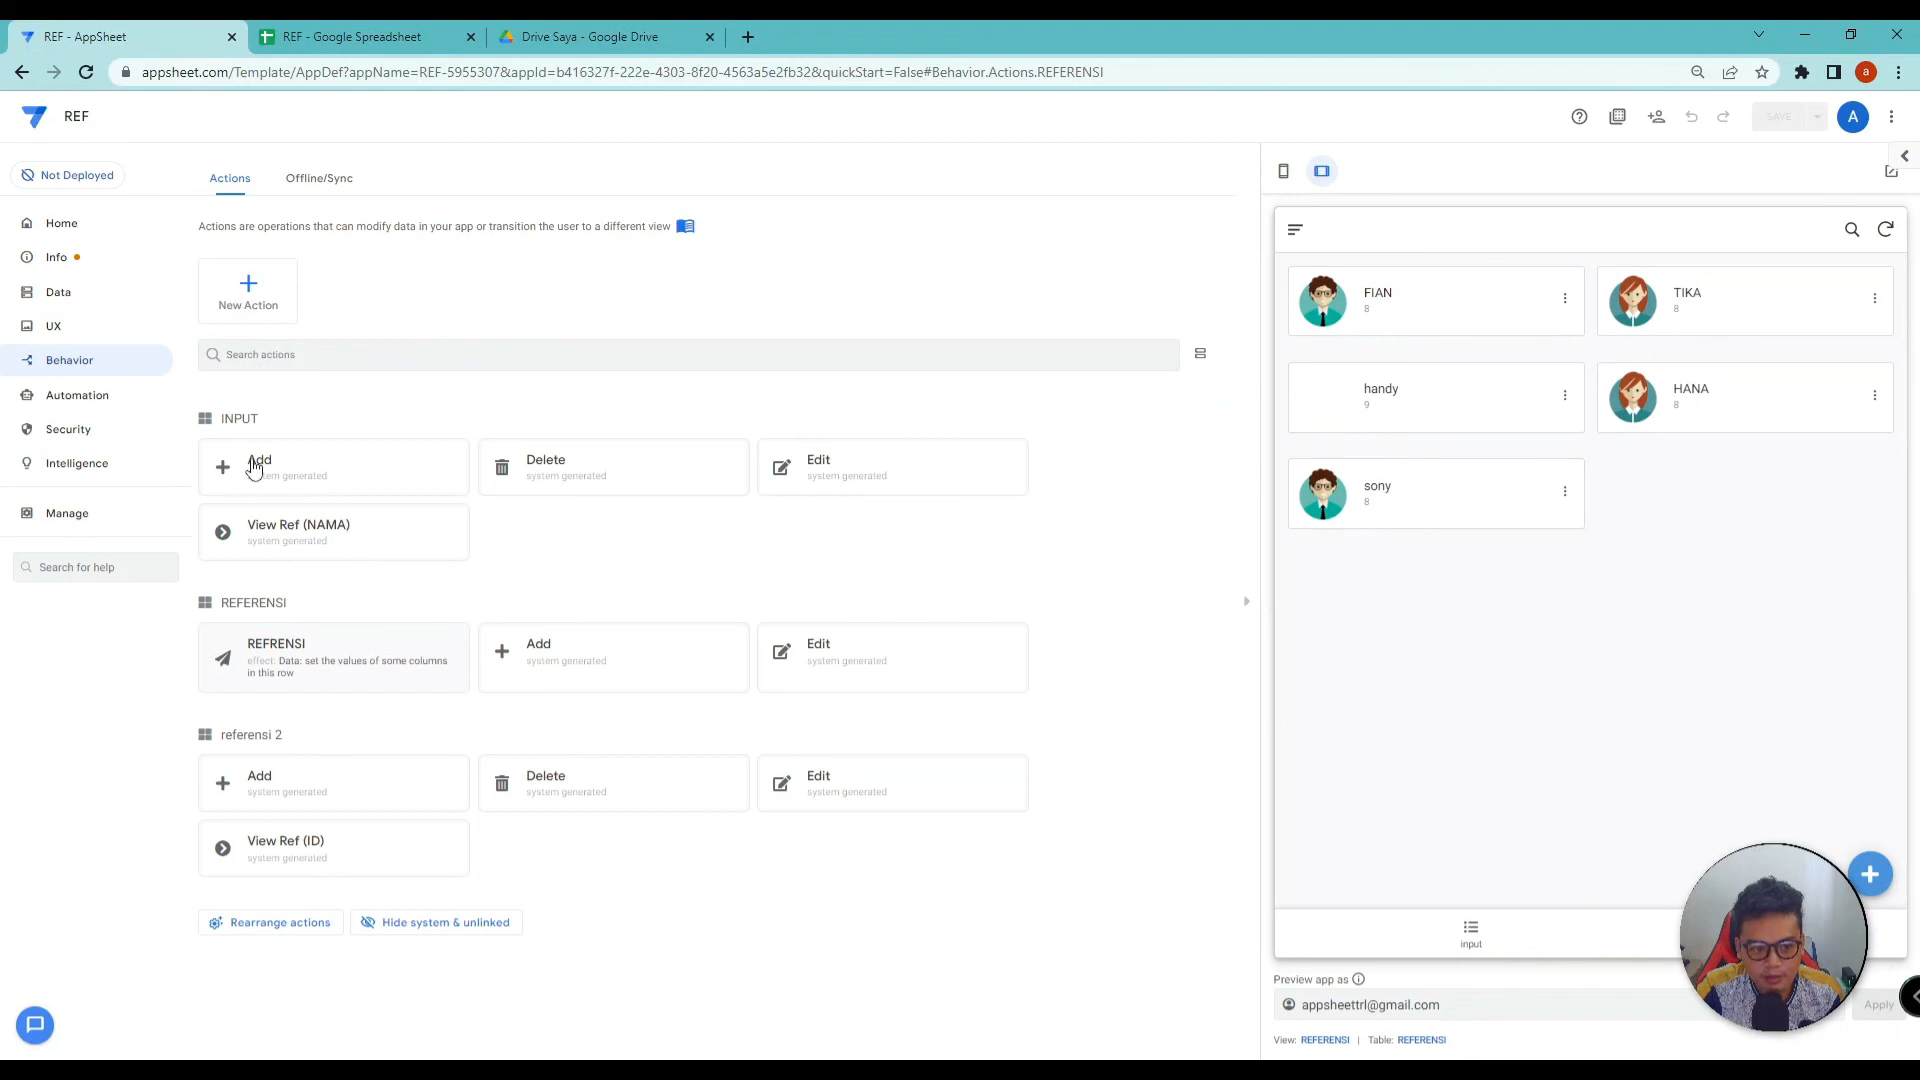 REF - AppSheet
REF - Google Spreadsheet
Drive Saya - Google Drive
appsheet.com/Template/AppDef?appName=REF-5955307&appId=b416327f-222e-4303-8f20-4563a5e2fb32&quickStart=False#Behavior.Actions.REFERENSI
a
REF
SAVE
A
Not Deployed
Home
Info
Data
UX
Behavior
Automation
Security
Intelligence
Manage
Search for help
Actions
Offline/Sync
Actions are operations that can modify data in your app or transition the user to a different view
New Action
Search actions
INPUT
Add
system generated
Delete
system generated
Edit
system generated
View Ref (NAMA)
system generated
REFERENSI
REFRENSI
effect: Data: set the values of some columns
in this row
Add
system generated
Edit
system generated
referensi 2
Add
system generated
Delete
system generated
Edit
system generated
View Ref (ID)
system generated
Rearrange actions
Hide system & unlinked
FIAN
8
TIKA
8
handy
9
HANA
8
sony
8
input
Preview app as
appsheettrl@gmail.com
Apply
View: REFERENSI | Table: REFERENSI